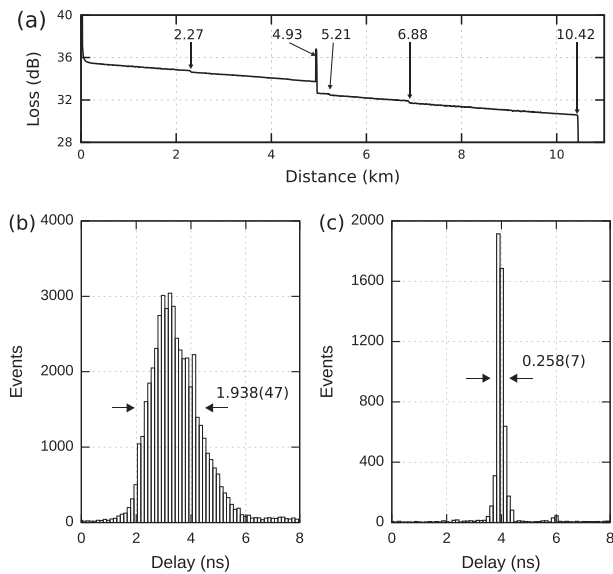 (a)
40
36
32
28
Loss (dB)
2.27
4.93
5.21
6.88
10.42
0 2 4 6 8 10
Distance (km)
(b)
4000
3000
2000
1000
0
Events
1.938(47)
0 2 4 6 8
Delay (ns)
(c)
2000
1600
1200
800
400
0
Events
0.258(7)
0 2 4 6 8
Delay (ns)